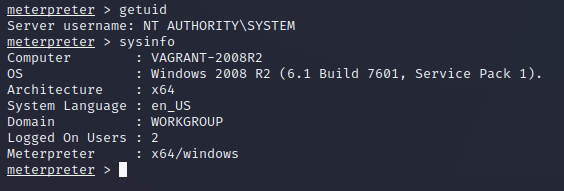 meterpreter > getuid
Server username: NT AUTHORITY\SYSTEM
meterpreter > sysinfo
Computer        : VAGRANT-2008R2
OS              : Windows 2008 R2 (6.1 Build 7601, Service Pack 1).
Architecture    : x64
System Language : en_US
Domain          : WORKGROUP
Logged On Users : 2
Meterpreter     : x64/windows
meterpreter >